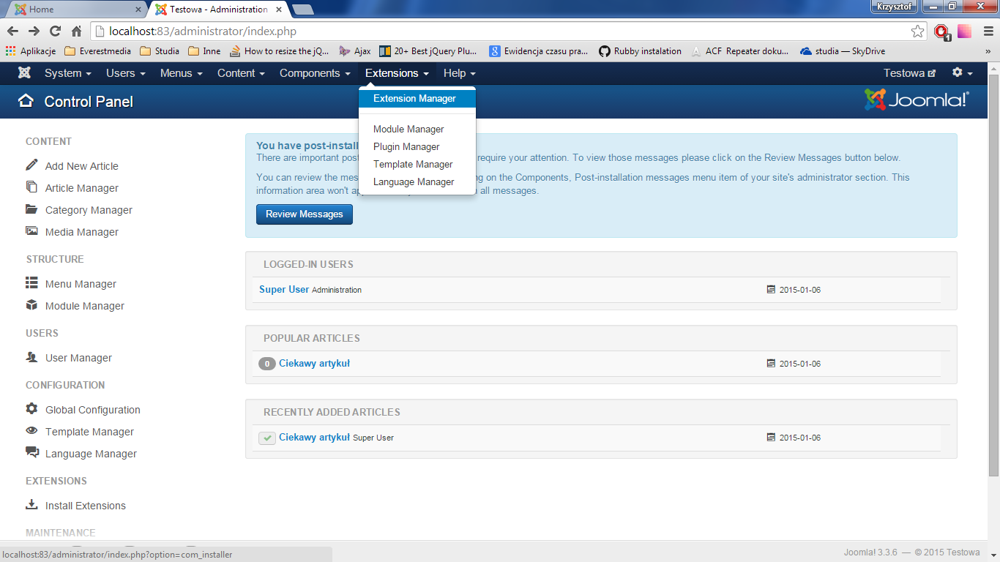 Home
Testowa - Administration
Krzysztof
localhost:83/administrator/index.php
1
Aplikacje Everestmedia Studia Inne How to resize the jQ... Ajax 20+ Best jQuery Plu... Ewidencja czasu pra... Rubby instalation ACF Repeater doku... studia — SkyDrive »
System Users Menus Content Components Extensions Help Testowa
Control Panel
Joomla!®
Extension Manager
Module Manager
Plugin Manager
Template Manager
Language Manager
CONTENT
Add New Article
Article Manager
Category Manager
Media Manager
STRUCTURE
Menu Manager
Module Manager
USERS
User Manager
CONFIGURATION
Global Configuration
Template Manager
Language Manager
EXTENSIONS
Install Extensions
MAINTENANCE
You have post-install
There are important post require your attention. To view those messages please click on the Review Messages button below.
You can review the mes ng on the Components, Post-installation messages menu item of your site's administrator section. This
information area won't app all messages.
Review Messages
LOGGED-IN USERS
Super User Administration 2015-01-06
POPULAR ARTICLES
0 Ciekawy artykuł 2015-01-06
RECENTLY ADDED ARTICLES
Ciekawy artykuł Super User 2015-01-06
localhost:83/administrator/index.php?option=com_installer
Joomla! 3.3.6 — © 2015 Testowa